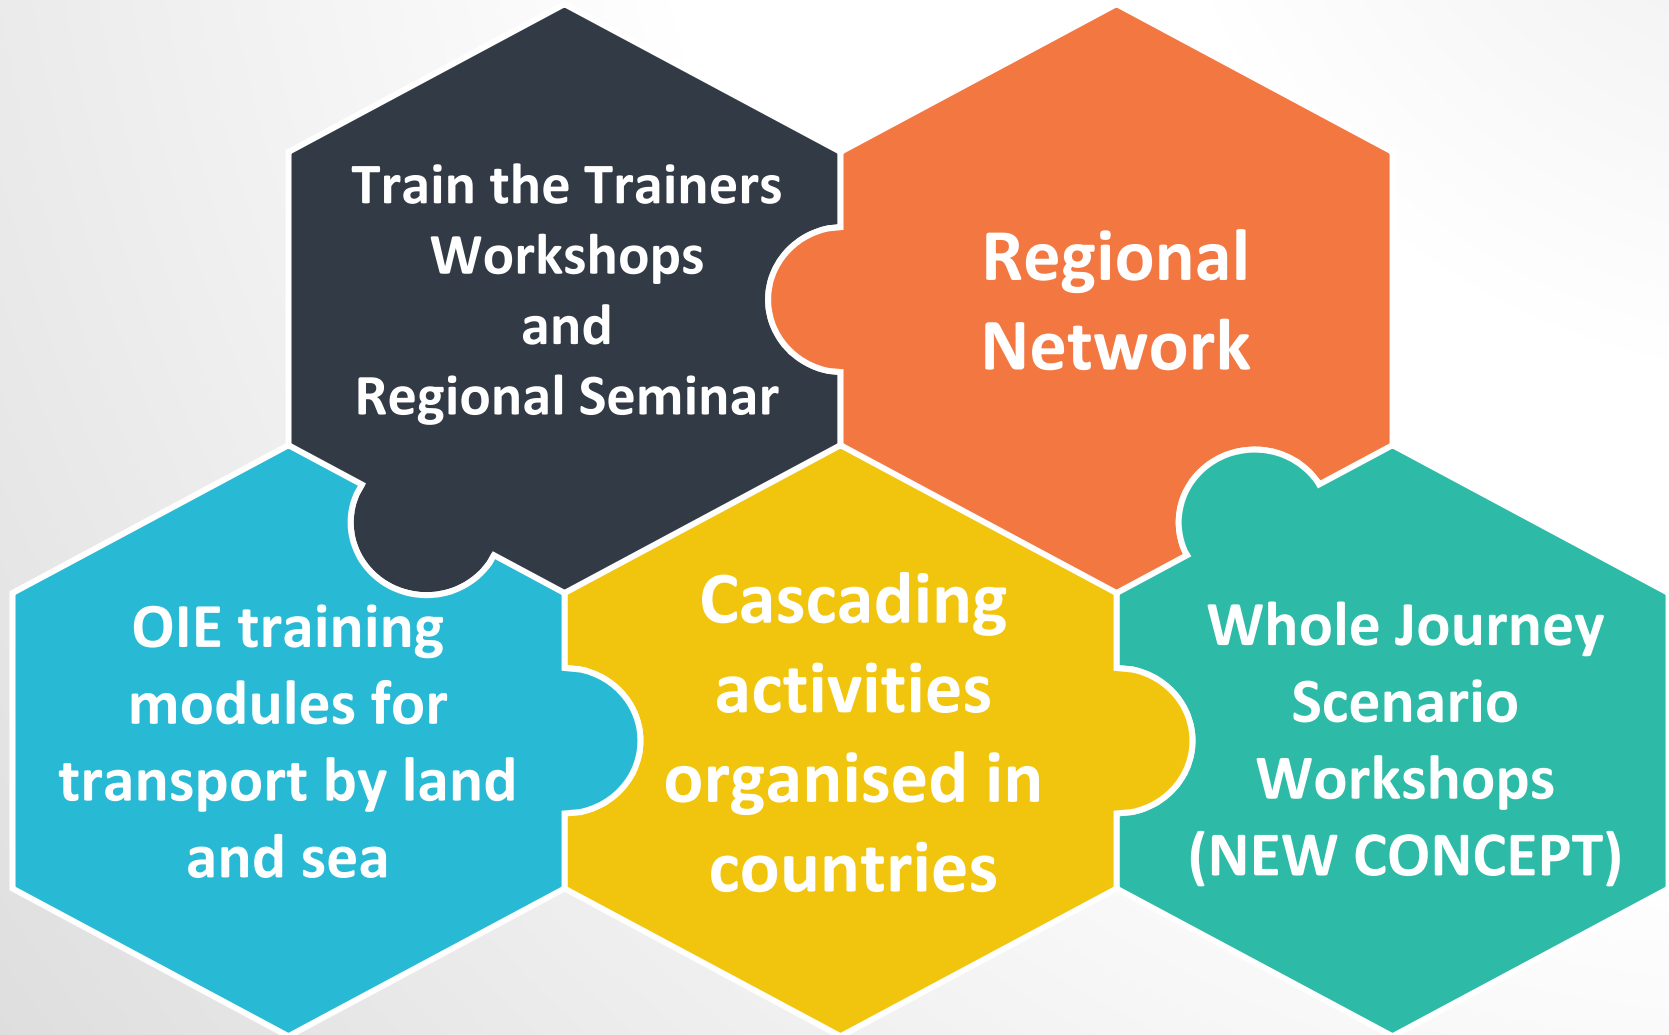 Train the Trainers
Workshops
and
Regional Seminar
Regional
Network
OIE training
modules for
transport by land
and sea
Cascading
activities
organised in
countries
Whole Journey
Scenario
Workshops
(NEW CONCEPT)